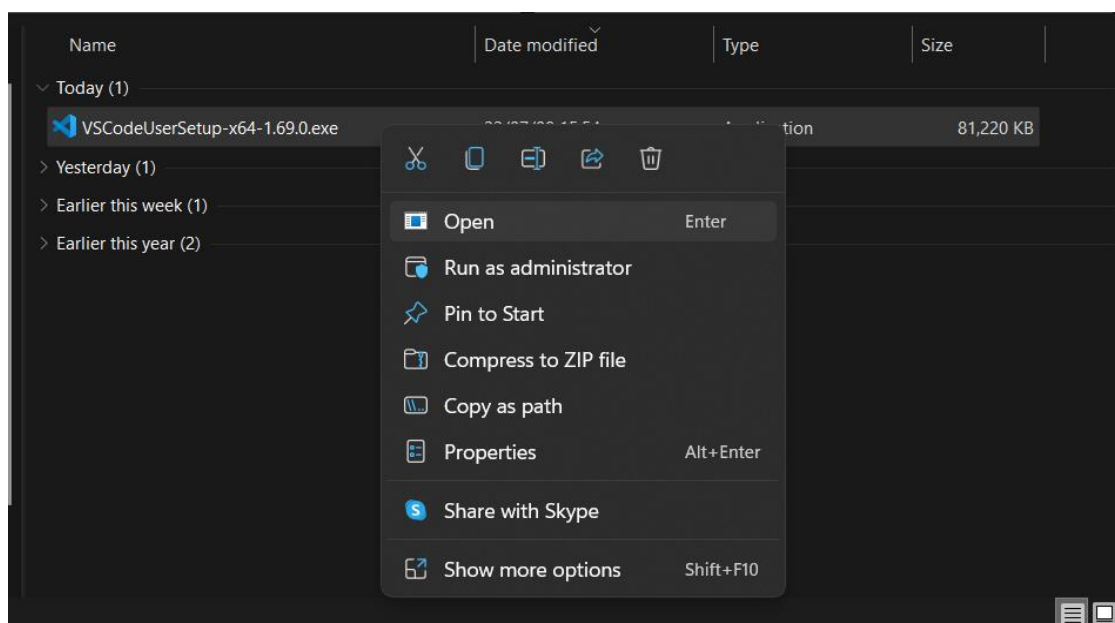 Name Date modified Type Size
Today (1)
VSCodeUserSetup-x64-1.69.0.exe 81,220 KB
Yesterday (1)
Earlier this week (1)
Earlier this year (2)
Open Enter
Run as administrator
Pin to Start
Compress to ZIP file
Copy as path
Properties Alt+Enter
Share with Skype
Show more options Shift+F10